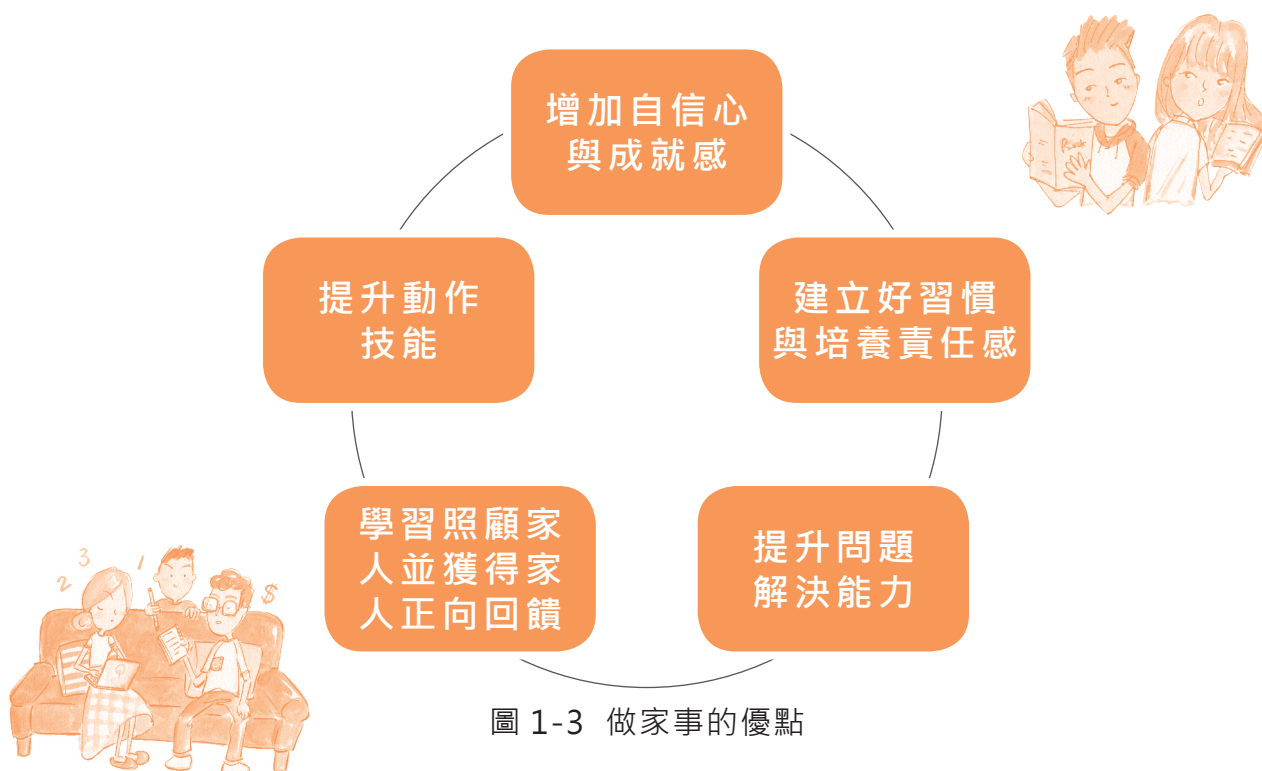 增加自信心
與成就感
提升動作
技能
建立好習慣
與培養責任感
學習照顧家
人並獲得家
人正向回饋
提升問題
解決能力
2
3
1
$
圖 1-3 做家事的優點